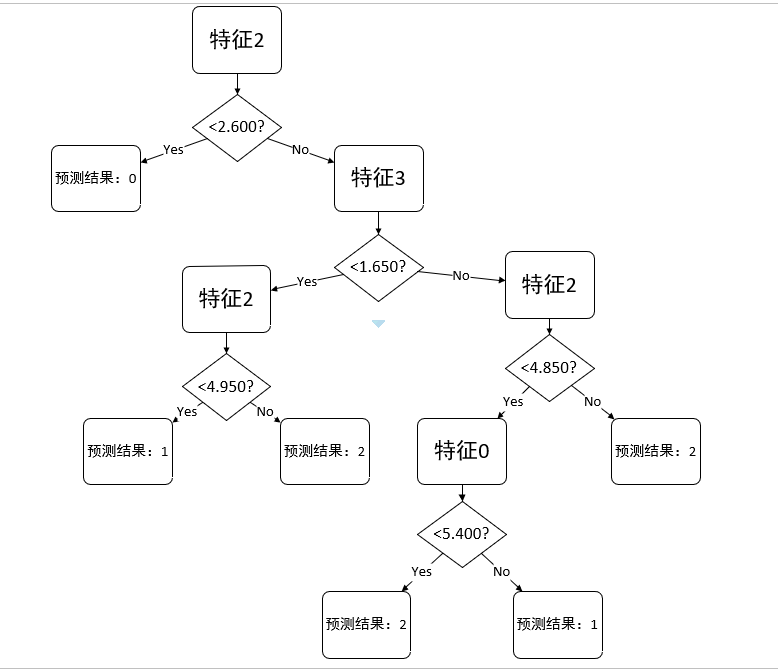 特征2
<2.600?
Yes
No
预测结果：0
特征3
<1.650?
Yes
No
特征2
特征2
<4.950?
<4.850?
Yes
No
Yes
No
预测结果：1
预测结果：2
特征0
预测结果：2
<5.400?
Yes
No
预测结果：2
预测结果：1